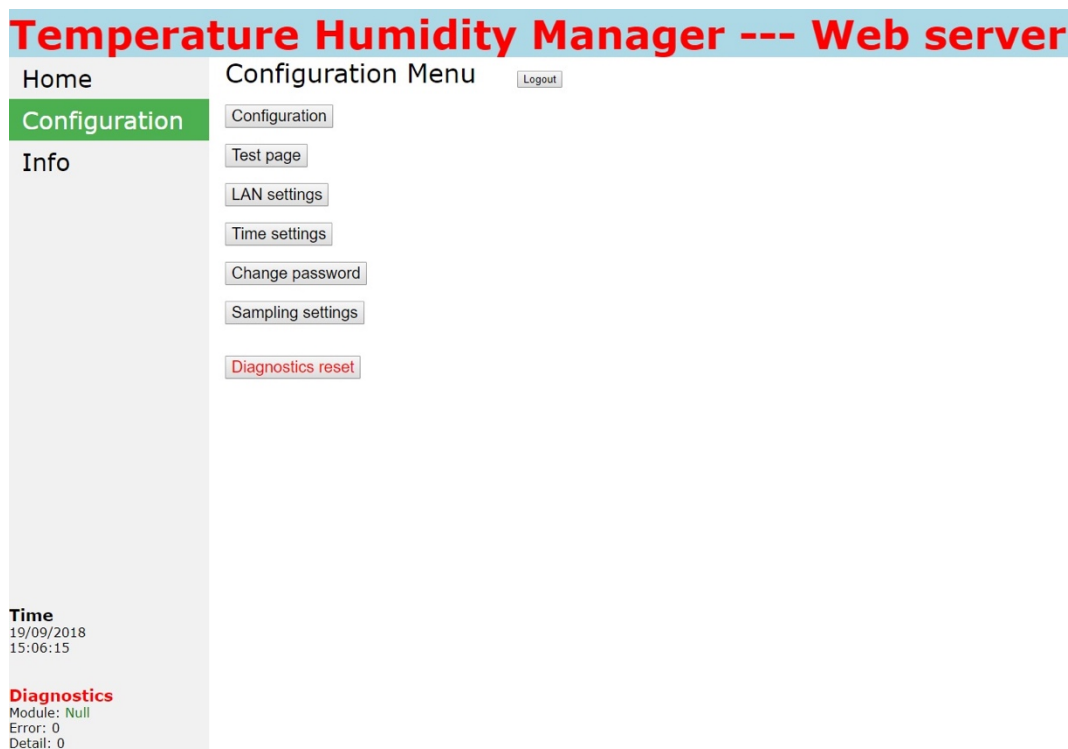 Temperature Humidity Manager --- Web server
Home
Configuration
Info
Configuration Menu
Logout
Configuration
Test page
LAN settings
Time settings
Change password
Sampling settings
Diagnostics reset
Time
19/09/2018
15:06:15
Diagnostics
Module: Null
Error: 0
Detail: 0